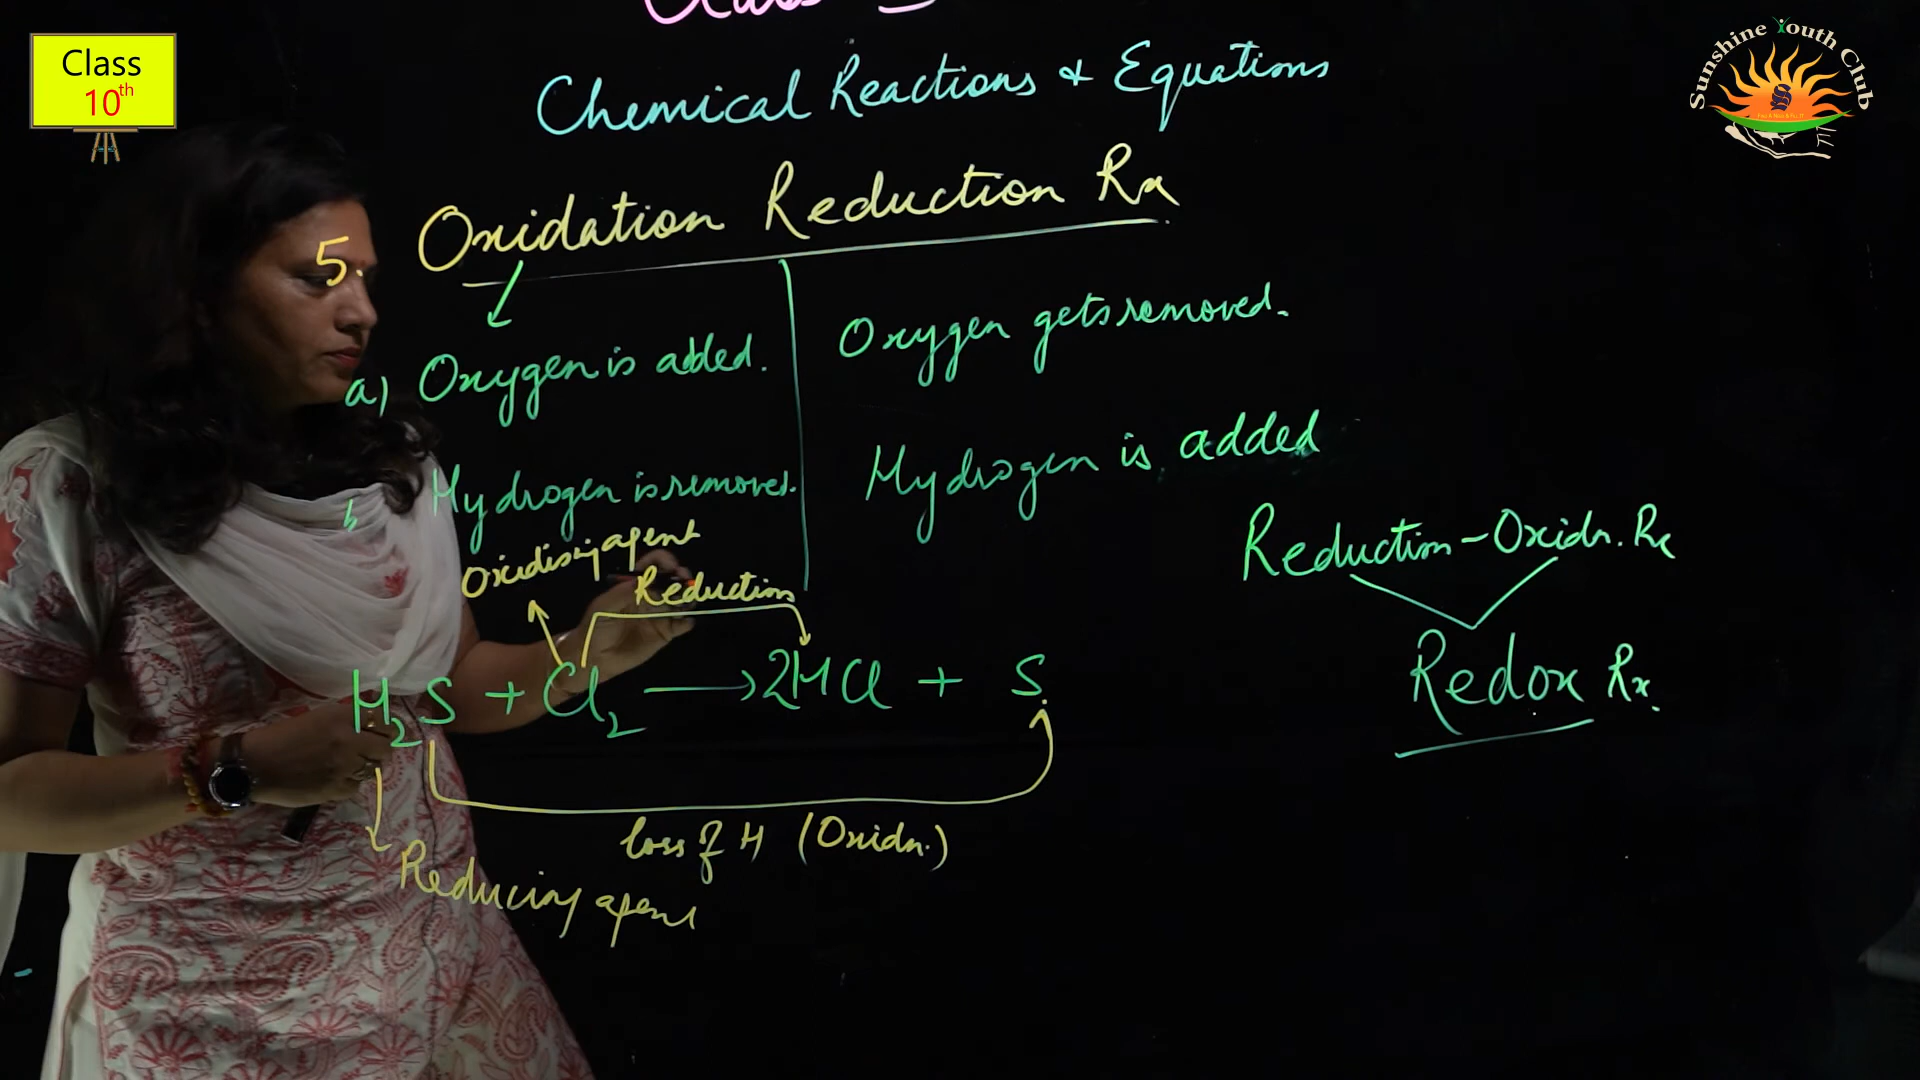 Class
10th
Sunshine Youth Club
Chemical Reactions & Equations
5. Oxidation Reduction Rx
a) Oxygen is added.
Oxygen gets removed.
b Hydrogen is removed.
Hydrogen is added
Oxidising agent
Reduction
Reduction-Oxidn. Rx
H2S + Cl2 → 2HCl + S
Redox Rx.
loss of H (Oxidn.)
Reducing agent